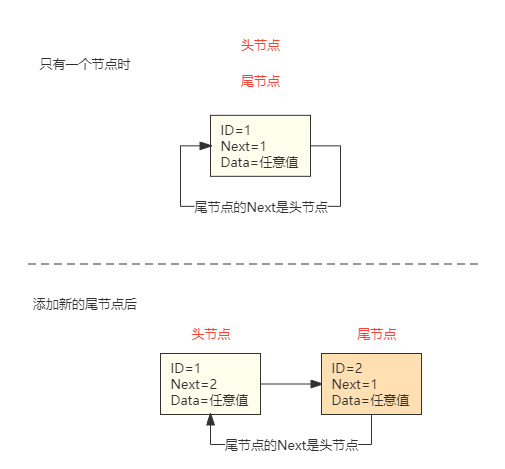 头节点
只有一个节点时
尾节点
ID=1
Next=1
Data=任意值
尾节点的Next是头节点
添加新的尾节点后
头节点
尾节点
ID=1
Next=2
Data=任意值
ID=2
Next=1
Data=任意值
尾节点的Next是头节点